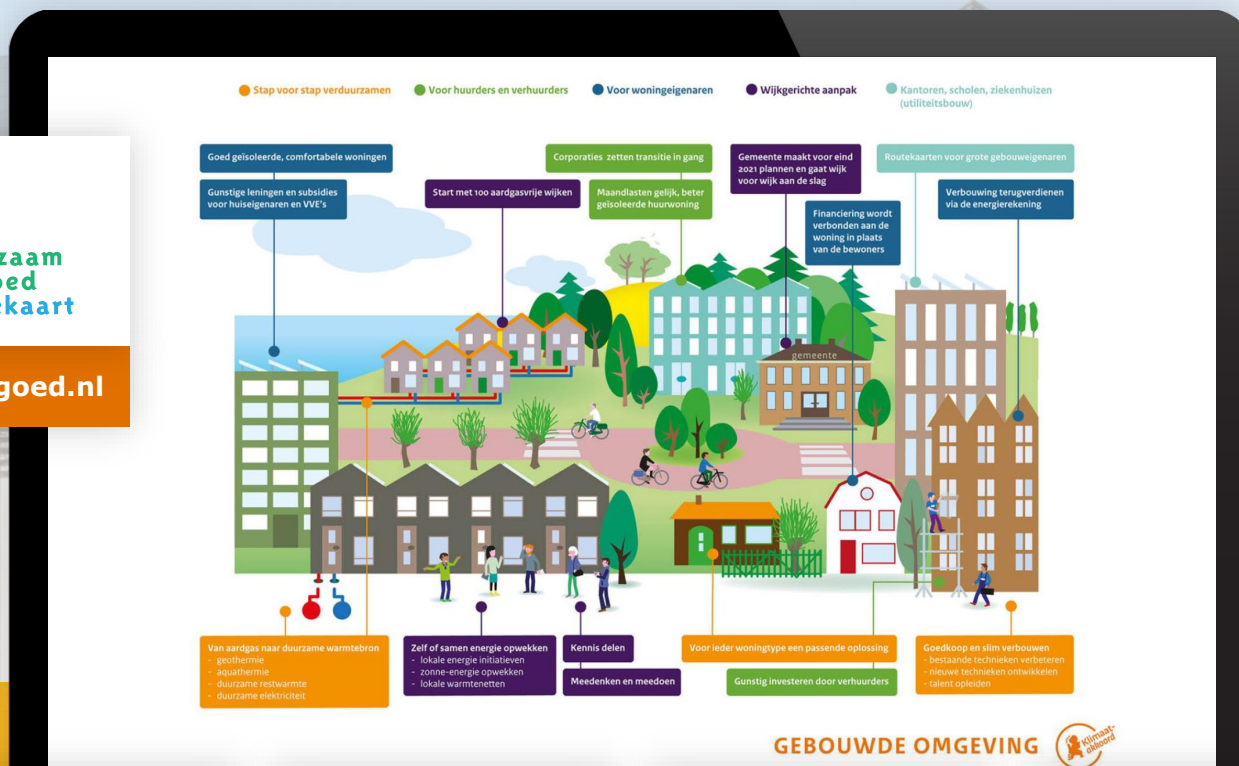 Stap voor stap verduurzamen
Voor huurders en verhuurders
Voor woningeigenaren
Wijkgerichte aanpak
Kantoren, scholen, ziekenhuizen
(utiliteitsbouw)
Goed geïsoleerde, comfortabele woningen
Gunstige leningen en subsidies
voor huiseigenaren en VVE's
Start met 100 aardgasvrije wijken
Corporaties zetten transitie in gang
Maandlasten gelijk, beter
geïsoleerde huurwoning
Gemeente maakt voor eind
2021 plannen en gaat wijk
voor wijk aan de slag
Financiering wordt
verbonden aan de
woning in plaats
van de bewoners
Routekaarten voor grote gebouweigenaren
Verbouwing terugverdienen
via de energierekening
zaam
oed
ekaart
goed.nl
gemeente
Van aardgas naar duurzame warmtebron
- geothermie
- aquathermie
- duurzame restwarmte
- duurzame elektriciteit
Zelf of samen energie opwekken
- lokale energie initiatieven
- zonne-energie opwekken
- lokale warmtenetten
Kennis delen
Meedenken en meedoen
Voor ieder woningtype een passende oplossing
Gunstig investeren door verhuurders
Goedkoop en slim verbouwen
- bestaande technieken verbeteren
- nieuwe technieken ontwikkelen
- talent opleiden
GEBOUWDE OMGEVING
Klimaat-
akkoord